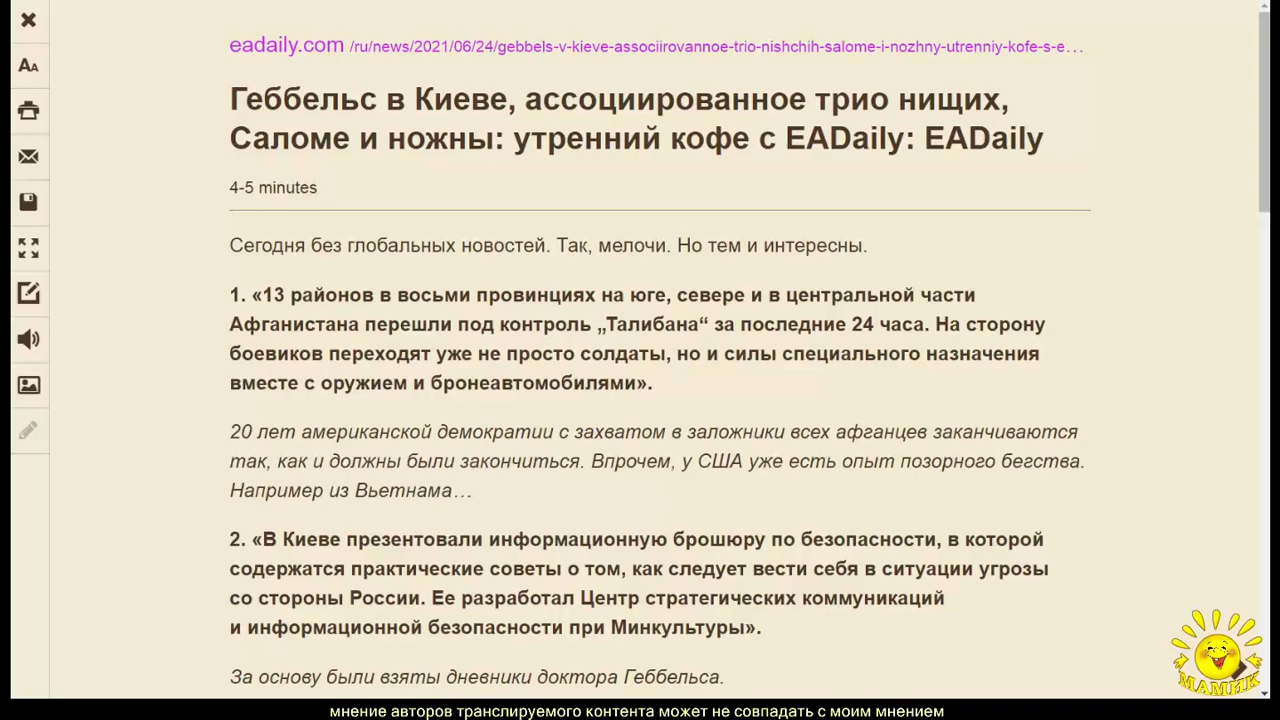 eadaily.com /ru/news/2021/06/24/gebbels-v-kieve-associirovannoe-trio-nishchih-salome-i-nozhny-utrenniy-kofe-s-e…
Геббельс в Киеве, ассоциированное трио нищих,
Саломе и ножны: утренний кофе с EADaily: EADaily
4-5 minutes
Сегодня без глобальных новостей. Так, мелочи. Но тем и интересны.
1. «13 районов в восьми провинциях на юге, севере и в центральной части
Афганистана перешли под контроль „Талибана“ за последние 24 часа. На сторону
боевиков переходят уже не просто солдаты, но и силы специального назначения
вместе с оружием и бронеавтомобилями».
20 лет американской демократии с захватом в заложники всех афганцев заканчиваются
так, как и должны были закончиться. Впрочем, у США уже есть опыт позорного бегства.
Например из Вьетнама…
2. «В Киеве презентовали информационную брошюру по безопасности, в которой
содержатся практические советы о том, как следует вести себя в ситуации угрозы
со стороны России. Ее разработал Центр стратегических коммуникаций
и информационной безопасности при Минкультуры».
За основу были взяты дневники доктора Геббельса.
МАМИК
мнение авторов транслируемого контента может не совпадать с моим мнением